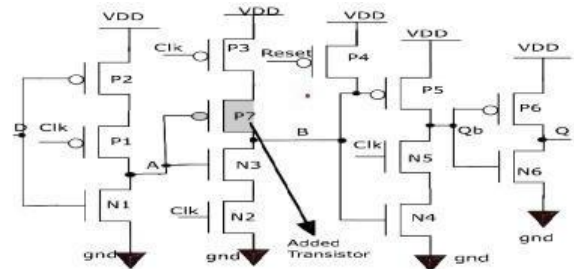 VDD
VDD
VDD
VDD
VDD
Clk
P3
Reset
P4
P2
P5
P6
D
Clk
P1
P7
A
B
Qb
Q
N3
Clk
N5
N6
N1
Clk
N2
N4
gnd
gnd
Added
Transistor
gnd
gnd